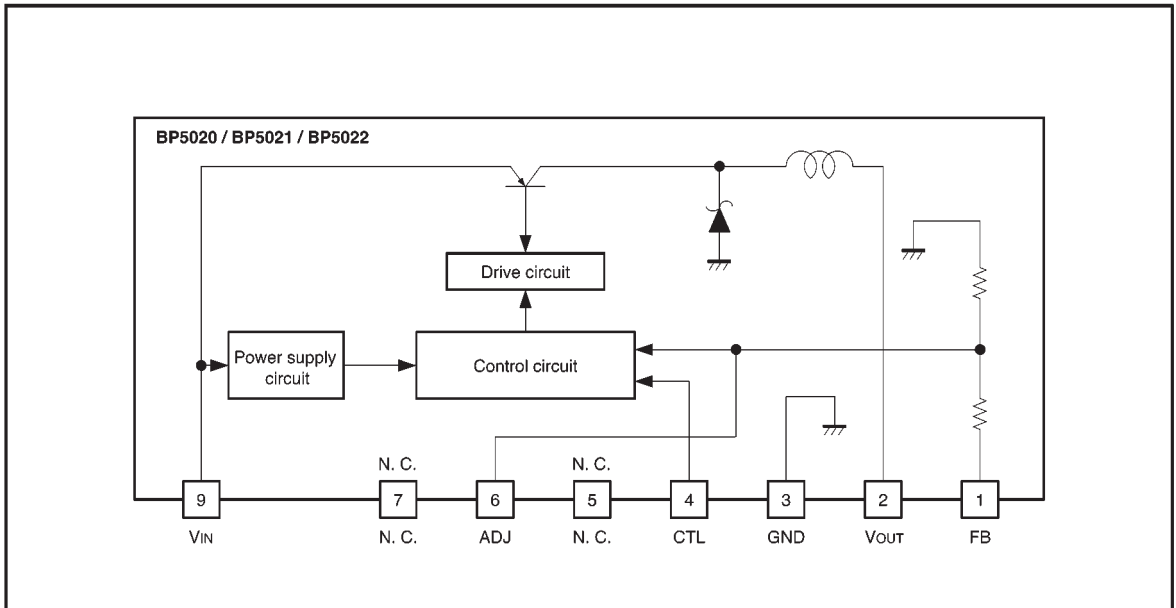 BP5020 / BP5021 / BP5022
Drive circuit
Power supply
circuit
Control circuit
N. C.
N. C.
9
7
6
5
4
3
2
1
VIN
N. C.
ADJ
N. C.
CTL
GND
VOUT
FB